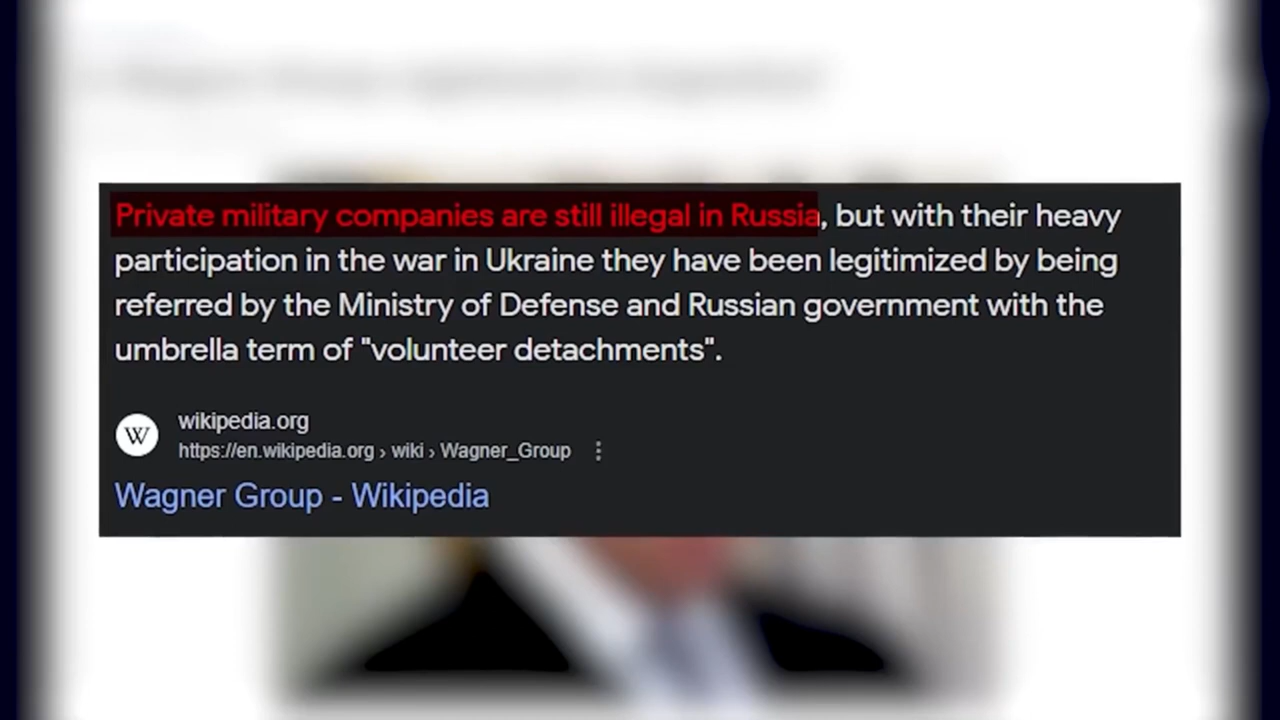 Private military companies are still illegal in Russia, but with their heavy
participation in the war in Ukraine they have been legitimized by being
referred by the Ministry of Defense and Russian government with the
umbrella term of "volunteer detachments".
wikipedia.org
https://en.wikipedia.org › wiki › Wagner_Group
Wagner Group - Wikipedia